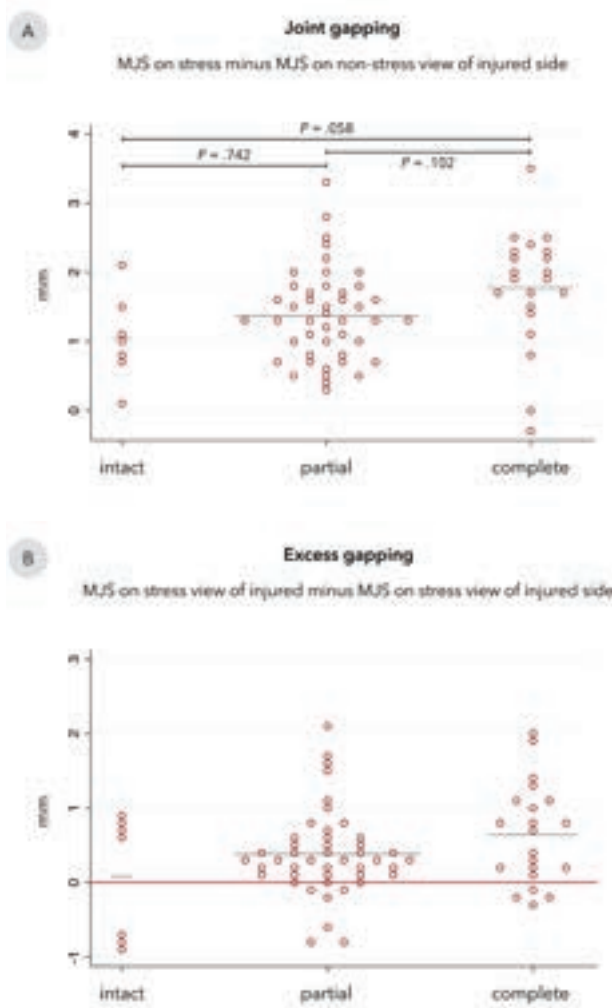 A
Joint gapping
MJS on stress minus MJS on non-stress view of injured side
4
P = .058
P = .742
P = .102
3
2
mm
1
0
intact partial complete
B
Excess gapping
MJS on stress view of injured minus MJS on stress view of injured side
3
2
mm
1
0
-1
intact partial complete